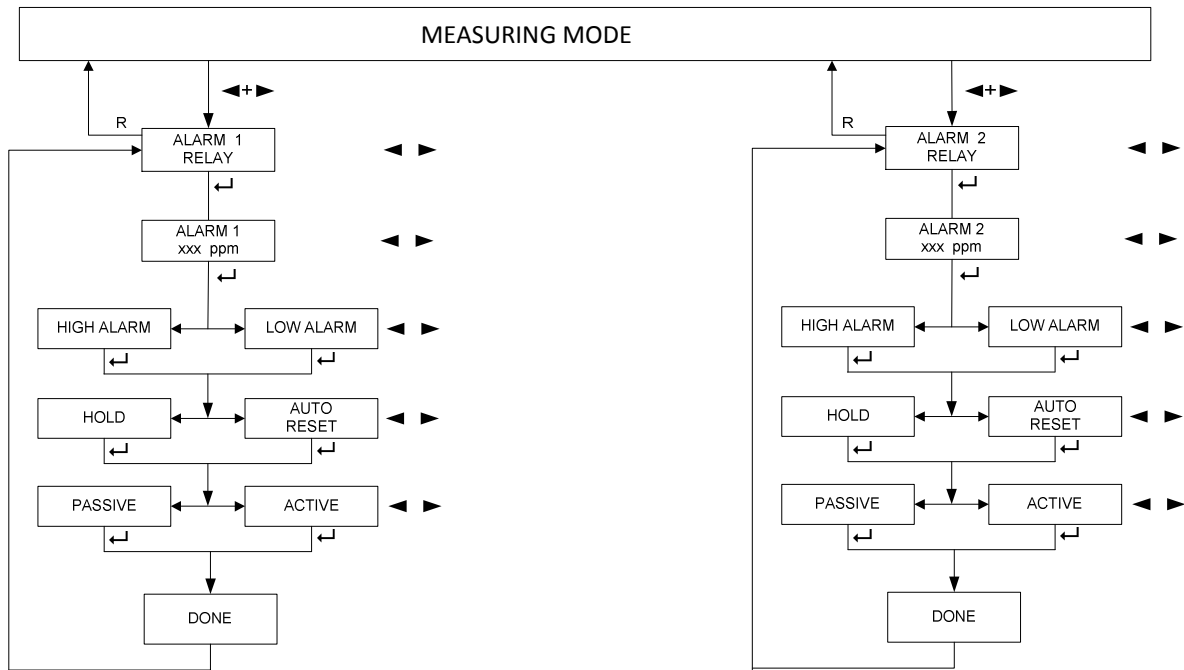 MEASURING MODE
◄+►
R
ALARM 1
RELAY
◄ ►
↵
ALARM 1
xxx ppm
◄ ►
↵
HIGH ALARM
LOW ALARM
◄ ►
↵
↵
HOLD
AUTO
RESET
◄ ►
↵
↵
PASSIVE
ACTIVE
◄ ►
↵
↵
DONE
◄+►
R
ALARM 2
RELAY
◄ ►
↵
ALARM 2
xxx ppm
◄ ►
↵
HIGH ALARM
LOW ALARM
◄ ►
↵
↵
HOLD
AUTO
RESET
◄ ►
↵
↵
PASSIVE
ACTIVE
◄ ►
↵
↵
DONE